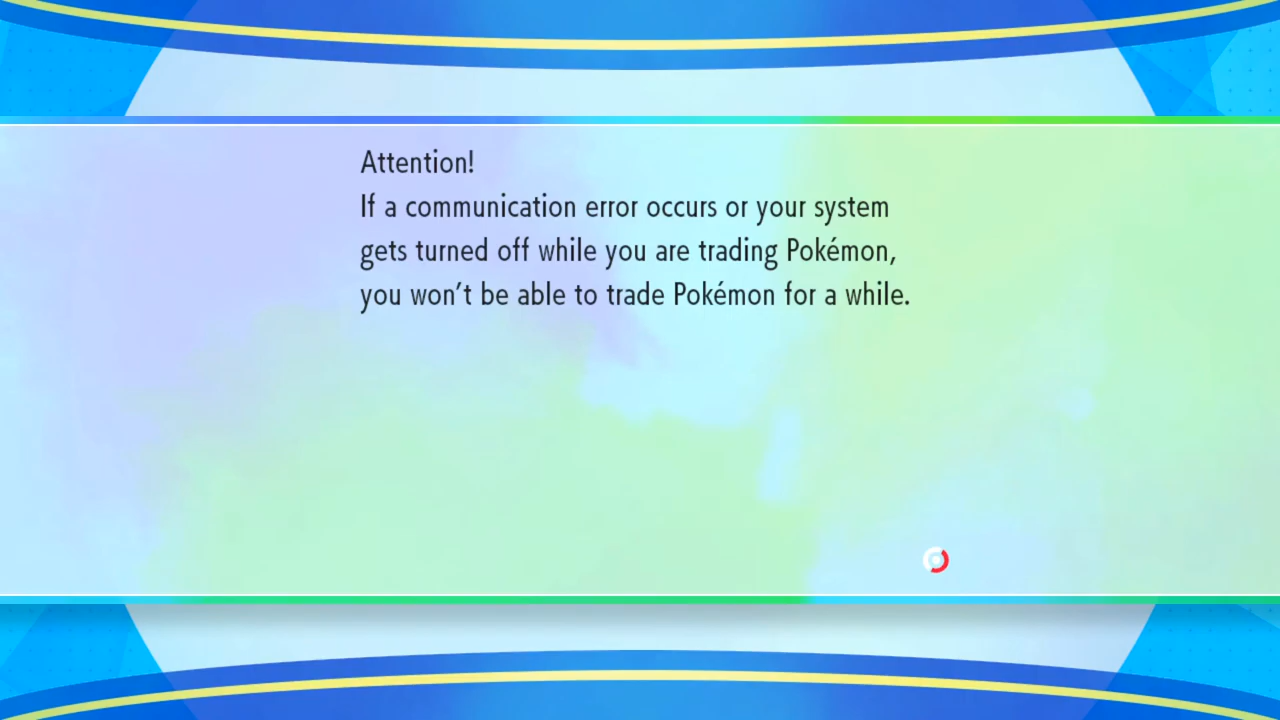 Attention!
If a communication error occurs or your system
gets turned off while you are trading Pokémon,
you won’t be able to trade Pokémon for a while.